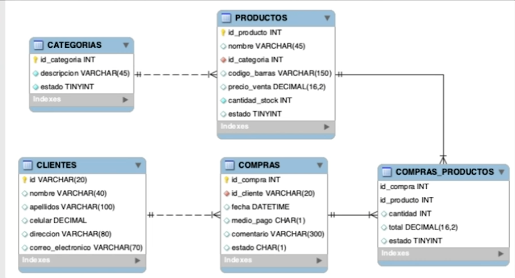 CATEGORIAS
id_categoria INT
descripcion VARCHAR(45)
estado TINYINT
Indexes
PRODUCTOS
id_producto INT
nombre VARCHAR(45)
id_categoria INT
codigo_barras VARCHAR(150)
precio_venta DECIMAL(16,2)
cantidad_stock INT
estado TINYINT
Indexes
CLIENTES
id VARCHAR(20)
nombre VARCHAR(40)
apellidos VARCHAR(100)
celular DECIMAL
direccion VARCHAR(80)
correo_electronico VARCHAR(70)
Indexes
COMPRAS
id_compra INT
id_cliente VARCHAR(20)
fecha DATETIME
medio_pago CHAR(1)
comentario VARCHAR(300)
estado CHAR(1)
Indexes
COMPRAS_PRODUCTOS
id_compra INT
id_producto INT
cantidad INT
total DECIMAL(16,2)
estado TINYINT
Indexes